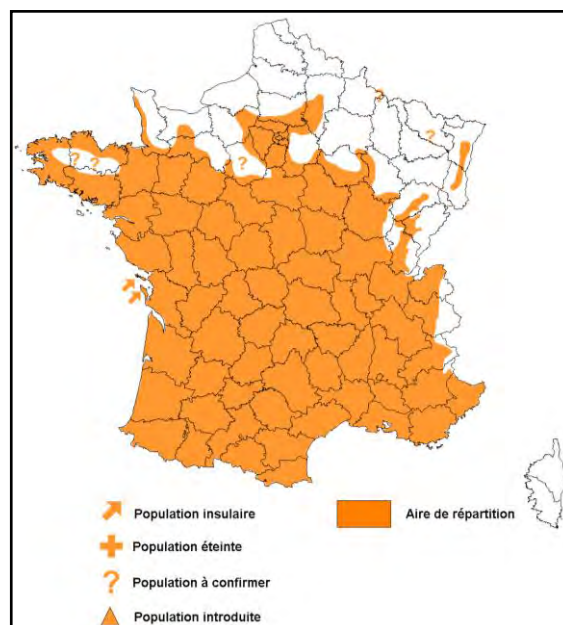 ?
?
? ?
?
Population insulaire
Aire de répartition
Population éteinte
? Population à confirmer
Population introduite